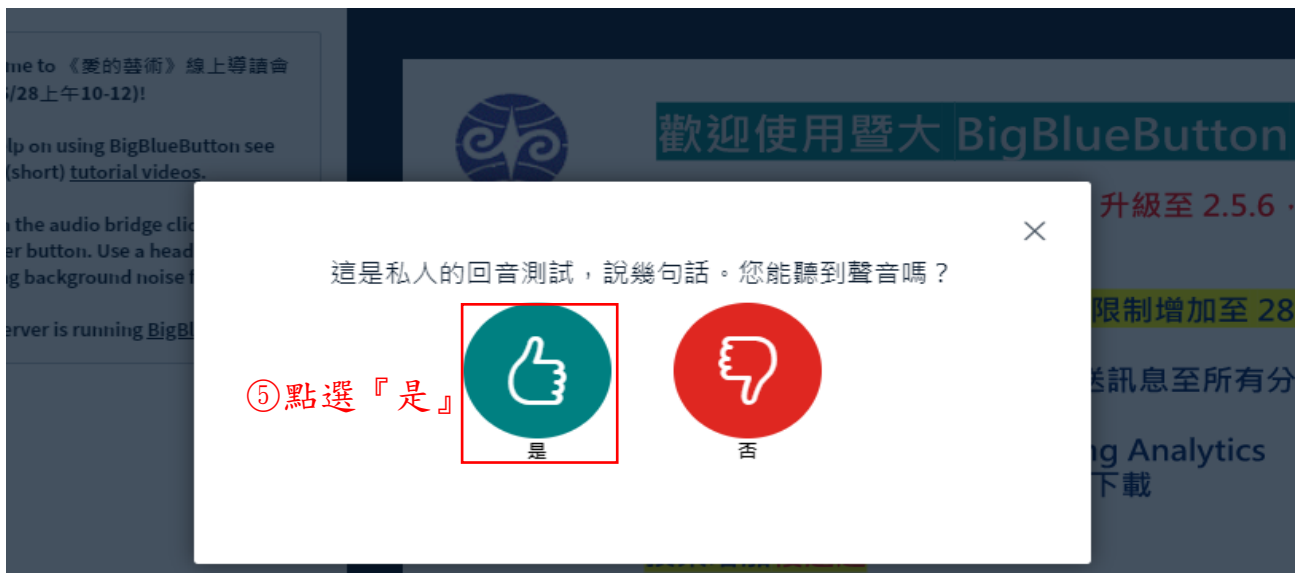 me to 《愛的藝術》線上導讀會
/28上午10-12)!
lp on using BigBlueButton see
(short) tutorial videos.
the audio bridge clic
er button. Use a head
g background noise
erver is running BigBl
歡迎使用暨大 BigBlueButton
升級至 2.5.6,
這是私人的回音測試，說幾句話。您能聽到聲音嗎？
限制增加至 28
⑤點選『是』
是
否
送訊息至所有分
ng Analytics
下載